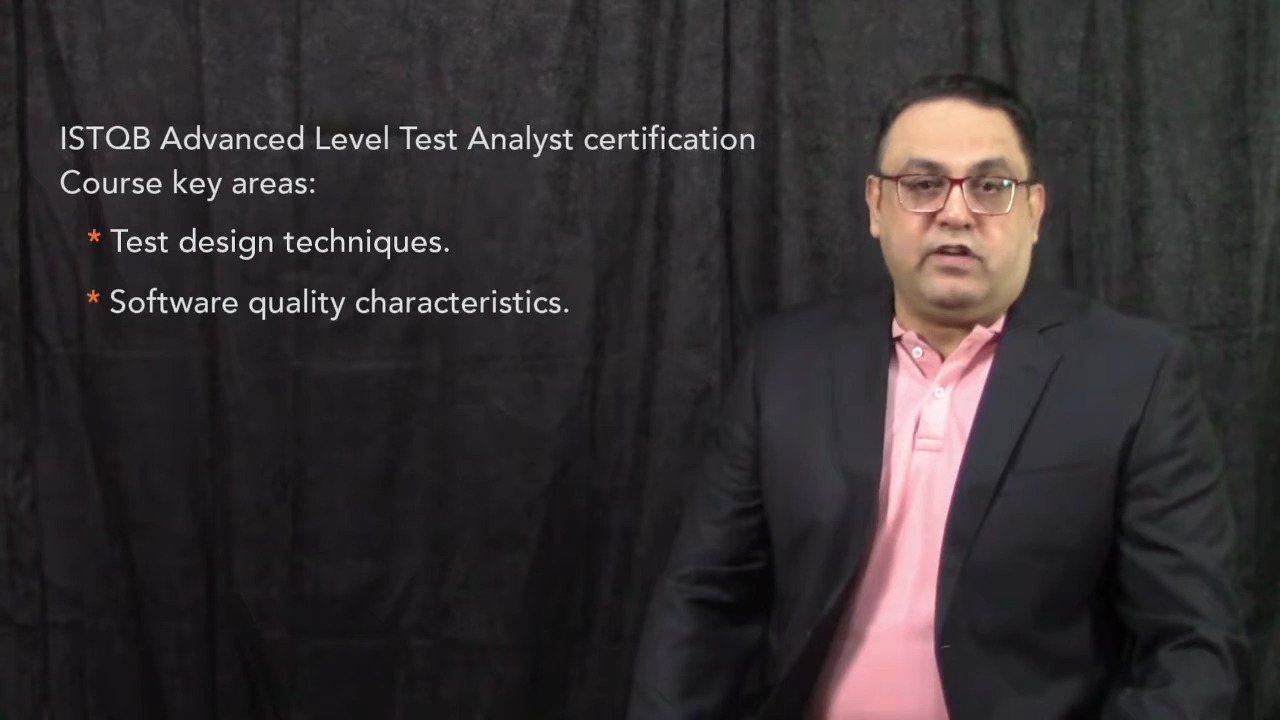 ISTQB Advanced Level Test Analyst certification
Course key areas:
* Test design techniques.
* Software quality characteristics.